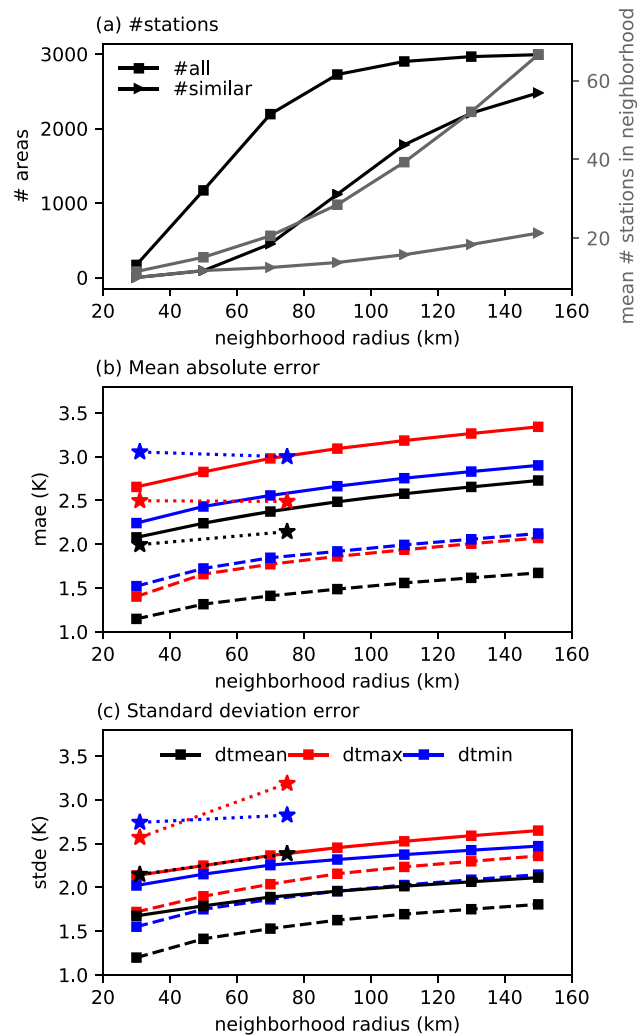 (a) #stations
3000
2000
1000
0
#all
#similar
60
40
20
# areas
mean # stations in neighborhood
20 40 60 80 100 120 140 160
neighborhood radius (km)
(b) Mean absolute error
3.5
3.0
2.5
2.0
1.5
1.0
mae (K)
20 40 60 80 100 120 140 160
neighborhood radius (km)
(c) Standard deviation error
dtmean dtmax dtmin
3.5
3.0
2.5
2.0
1.5
1.0
stde (K)
20 40 60 80 100 120 140 160
neighborhood radius (km)